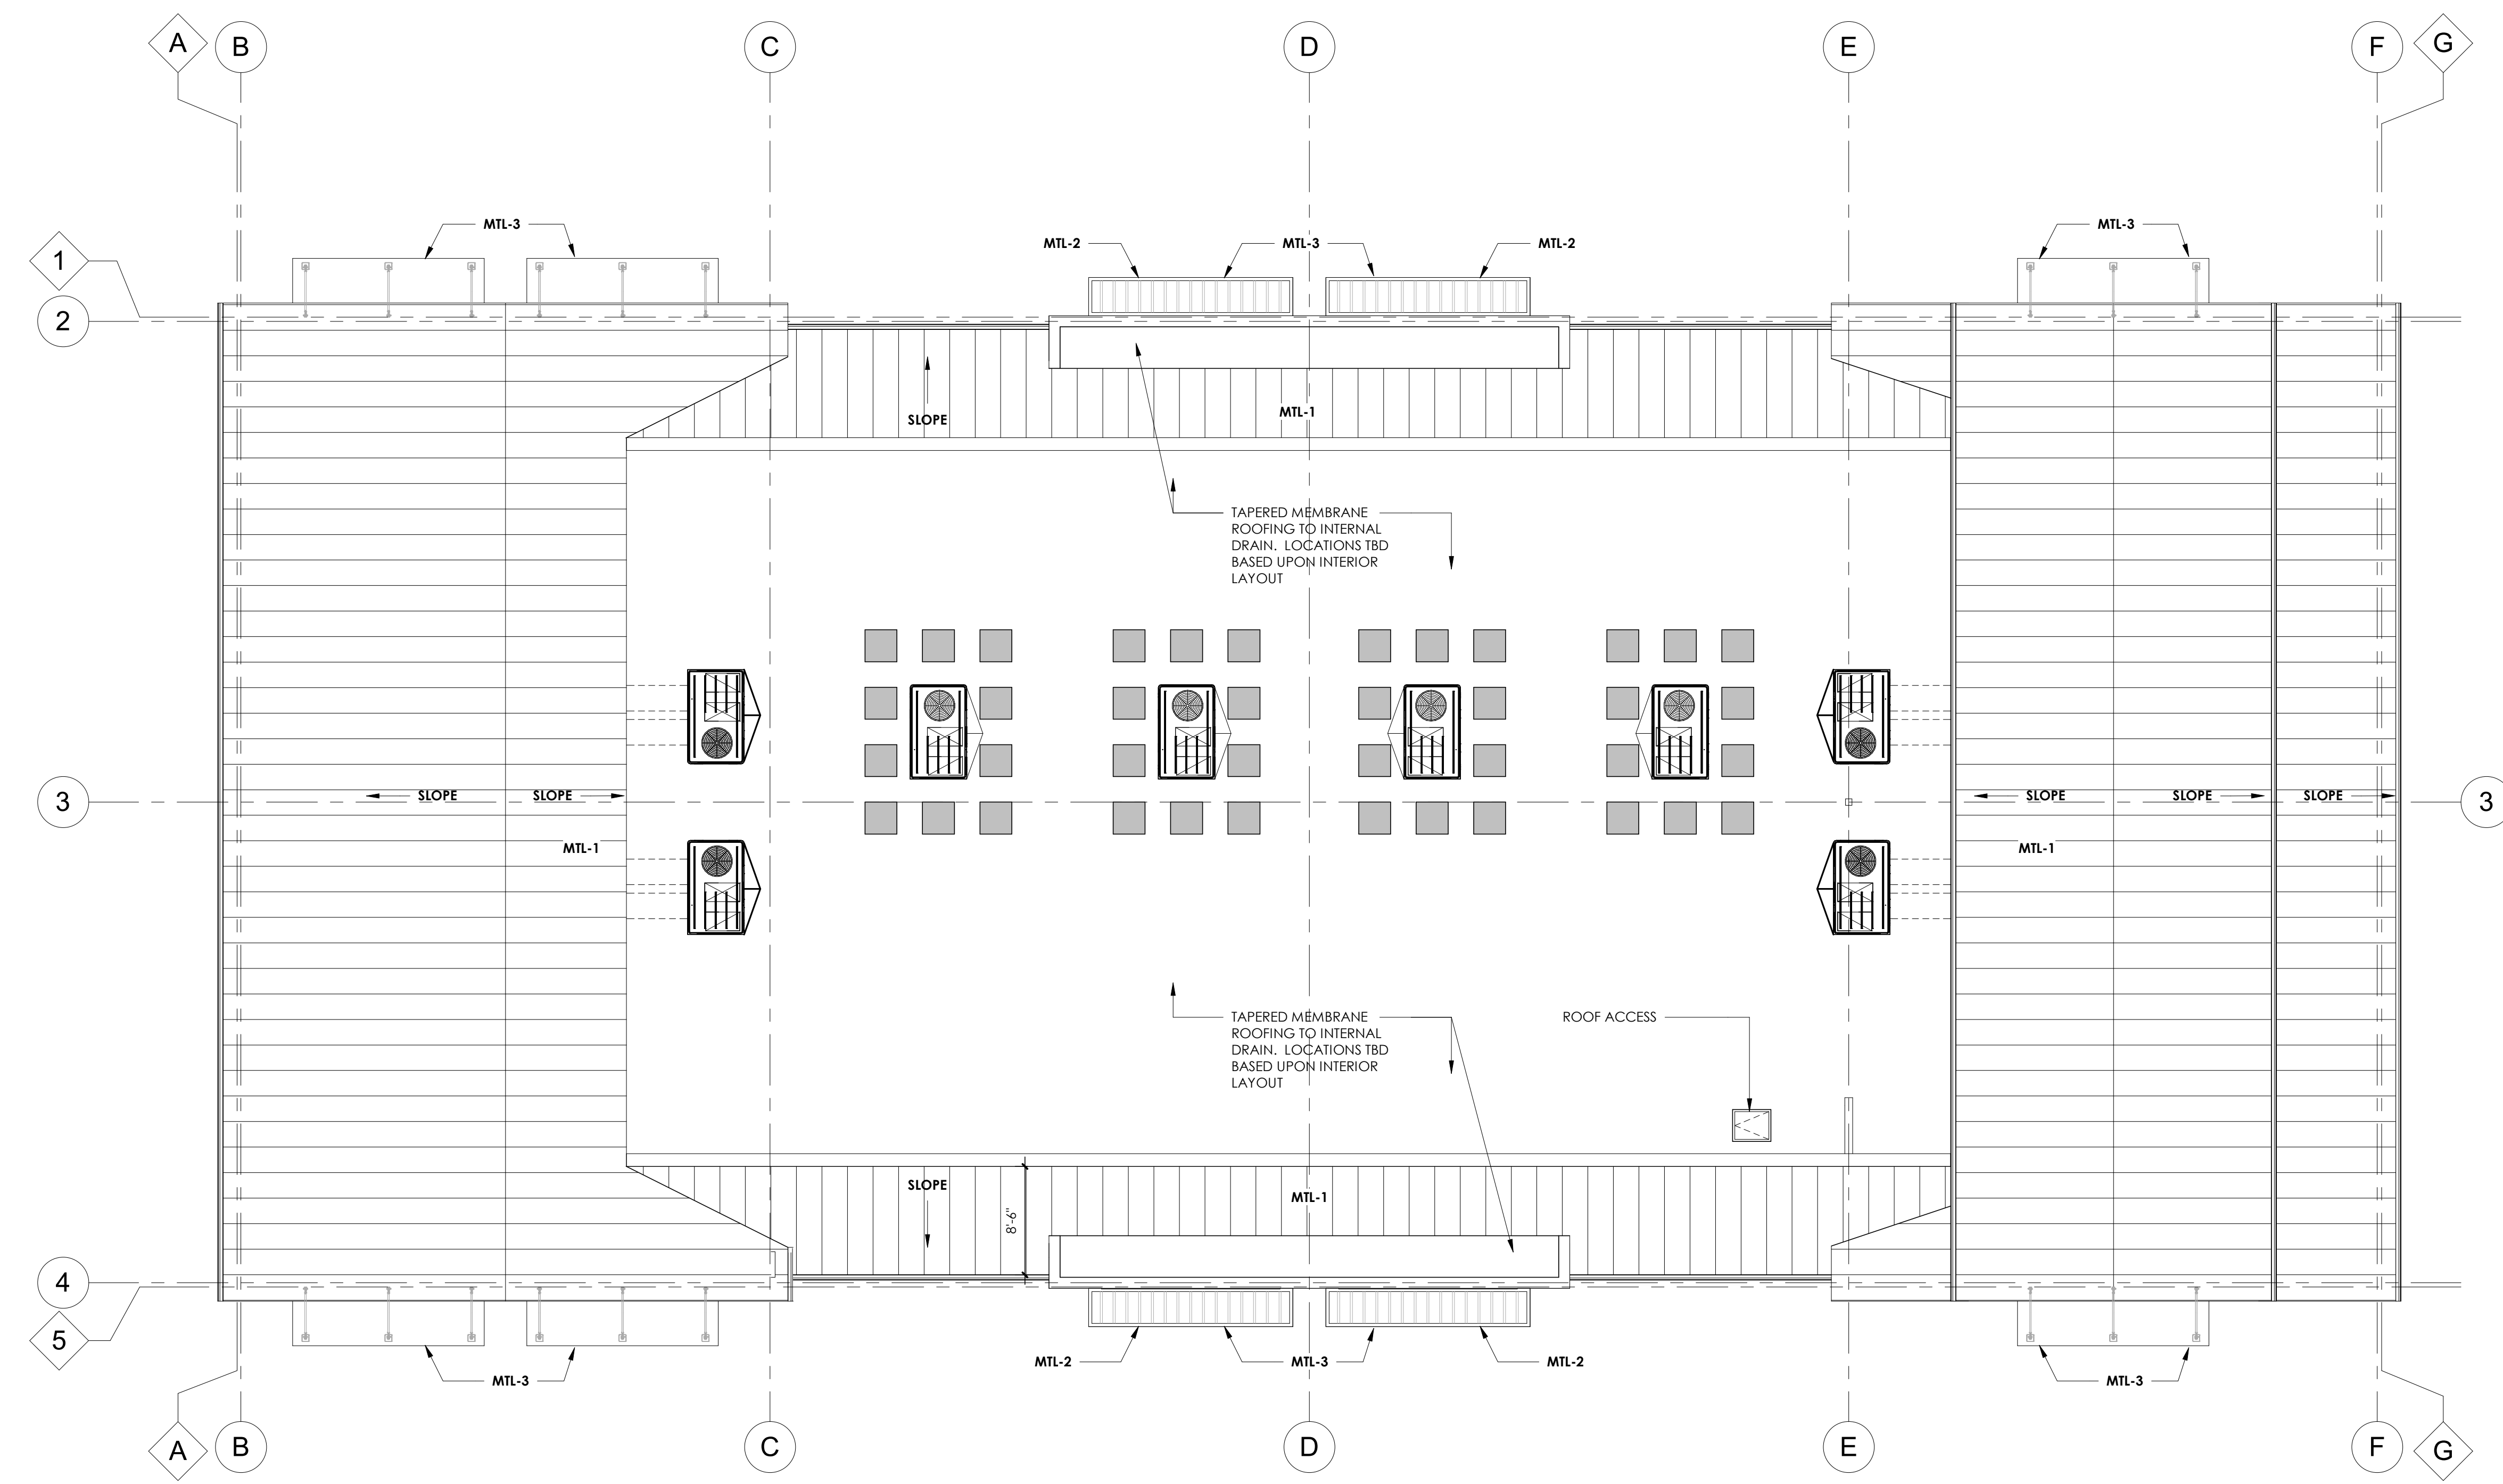 A
B
C
D
E
F
G
MTL-3
MTL-3
MTL-2
MTL-3
MTL-2
1
2
SLOPE
MTL-1
TAPERED MEMBRANE
ROOFING TO INTERNAL
DRAIN. LOCATIONS TBD
BASED UPON INTERIOR
LAYOUT
SLOPE
SLOPE
SLOPE
SLOPE
SLOPE
3
3
MTL-1
MTL-1
TAPERED MEMBRANE
ROOFING TO INTERNAL
DRAIN. LOCATIONS TBD
BASED UPON INTERIOR
LAYOUT
ROOF ACCESS
SLOPE
MTL-1
8'-6"
4
5
MTL-2
MTL-3
MTL-2
MTL-3
MTL-3
A
B
C
D
E
F
G